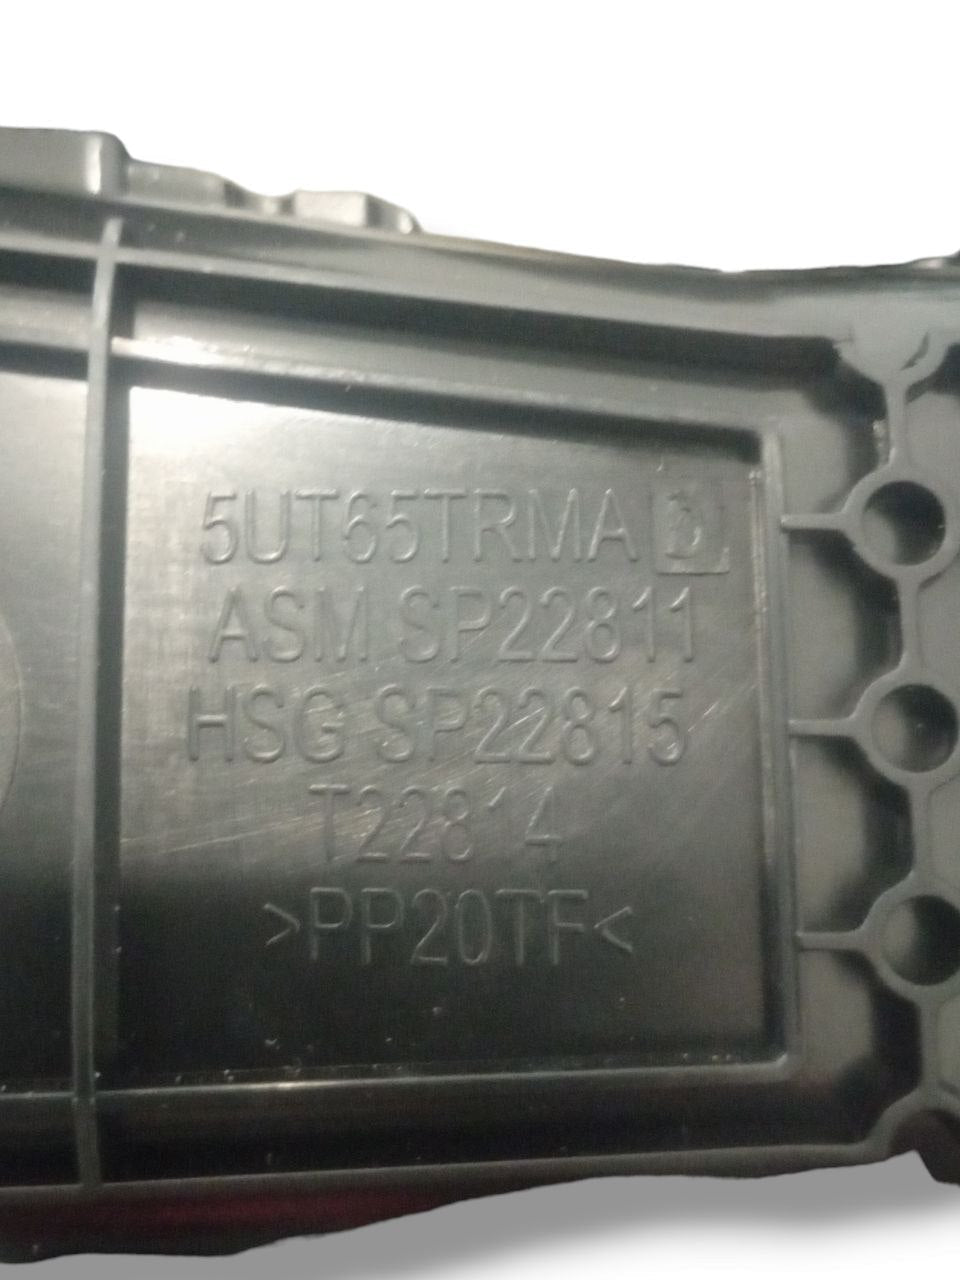 5UT65TRMA
ASM SP22811
HSG SP22815
T22814
>PP20TF<